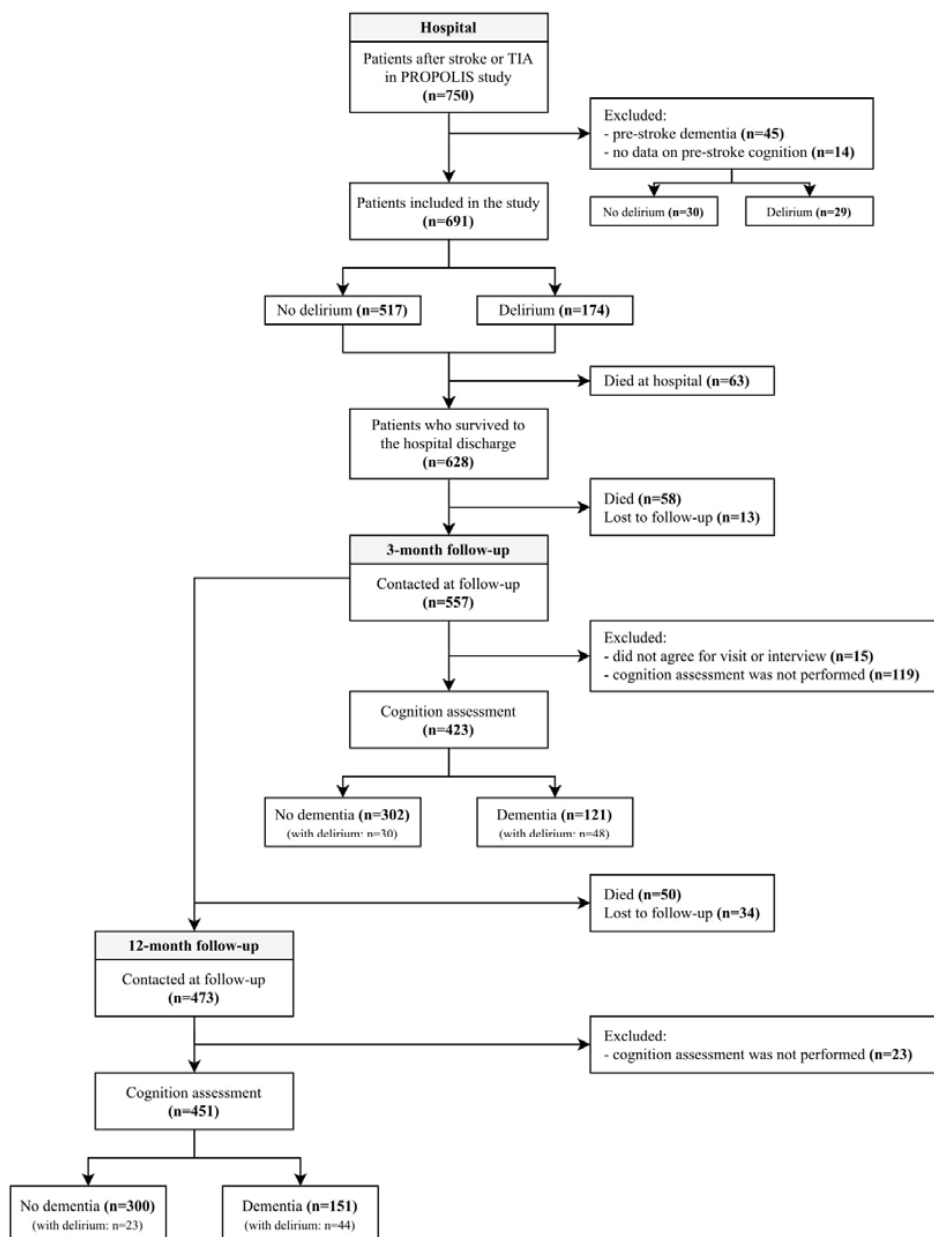 Hospital
Patients after stroke or TIA
in PROPOLIS study
(n=750)
Excluded:
- pre-stroke dementia (n=45)
- no data on pre-stroke cognition (n=14)
No delirium (n=30)
Delirium (n=29)
Patients included in the study
(n=691)
No delirium (n=517)
Delirium (n=174)
Died at hospital (n=63)
Patients who survived to
the hospital discharge
(n=628)
Died (n=58)
Lost to follow-up (n=13)
3-month follow-up
Contacted at follow-up
(n=557)
Excluded:
- did not agree for visit or interview (n=15)
- cognition assessment was not performed (n=119)
Cognition assessment
(n=423)
No dementia (n=302)
(with delirium: n=30)
Dementia (n=121)
(with delirium: n=48)
Died (n=50)
Lost to follow-up (n=34)
12-month follow-up
Contacted at follow-up
(n=473)
Excluded:
- cognition assessment was not performed (n=23)
Cognition assessment
(n=451)
No dementia (n=300)
(with delirium: n=23)
Dementia (n=151)
(with delirium: n=44)